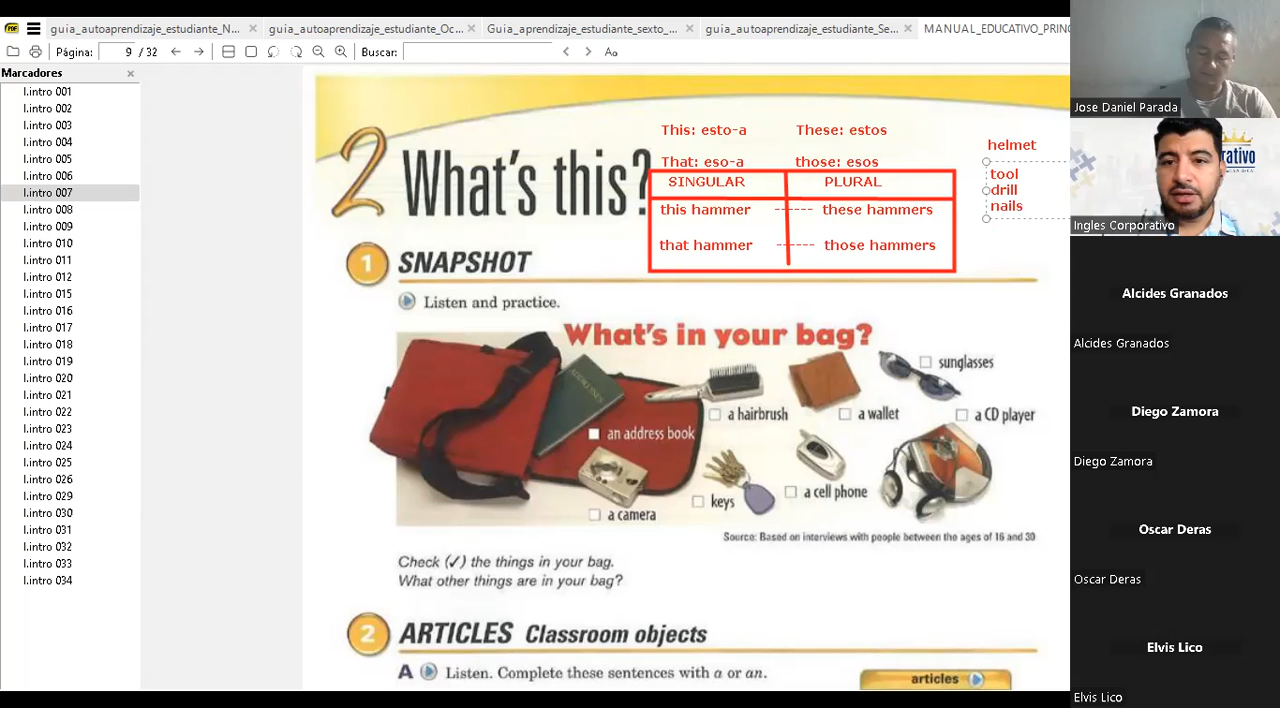 guia_autoaprendizaje_estudiante_N...
guia_autoaprendizaje_estudiante_Oc...
Guia_aprendizaje_estudiante_sexto_...
guia_autoaprendizaje_estudiante_Se...
MANUAL_EDUCATIVO_PRINC
Página: 9 / 32
Buscar:
Aa
Marcadores
I.intro 001
I.intro 002
I.intro 003
I.intro 004
I.intro 005
I.intro 006
I.intro 007
I.intro 008
I.intro 009
I.intro 010
I.intro 011
I.intro 012
I.intro 015
I.intro 016
I.intro 017
I.intro 018
I.intro 019
I.intro 020
I.intro 021
I.intro 022
I.intro 023
I.intro 024
I.intro 025
I.intro 026
I.intro 029
I.intro 030
I.intro 031
I.intro 032
I.intro 033
I.intro 034
2 What's this?
This: esto-a These: estos
That: eso-a those: esos
SINGULAR PLURAL
this hammer ------ these hammers
that hammer ------ those hammers
helmet
tool
drill
nails
1 SNAPSHOT
Listen and practice.
What's in your bag?
ADDRESSES
an address book
a hairbrush
a wallet
sunglasses
a CD player
a camera
keys
a cell phone
Source: Based on interviews with people between the ages of 16 and 30
Check (✓) the things in your bag.
What other things are in your bag?
2 ARTICLES Classroom objects
A Listen. Complete these sentences with a or an.
articles
Jose Daniel Parada
Ingles Corporativo
Alcides Granados
Alcides Granados
Diego Zamora
Diego Zamora
Oscar Deras
Oscar Deras
Elvis Lico
Elvis Lico